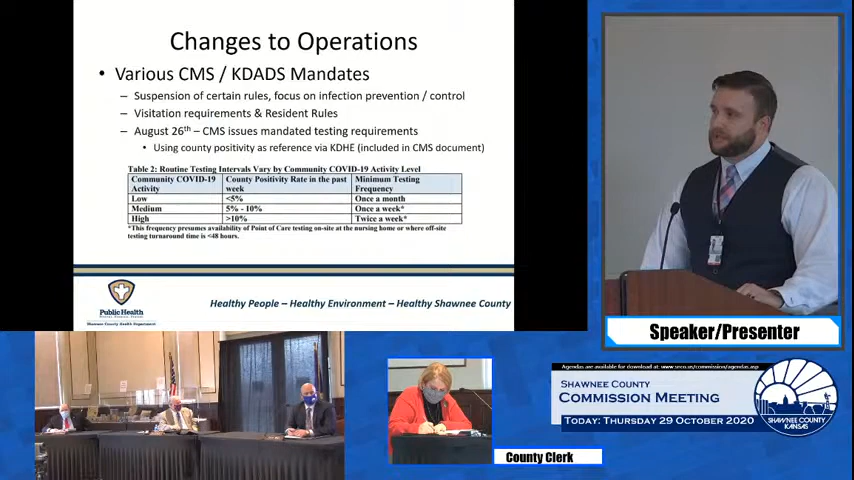 Changes to Operations
• Various CMS / KDADS Mandates
– Suspension of certain rules, focus on infection prevention / control
– Visitation requirements & Resident Rules
– August 26th – CMS issues mandated testing requirements
• Using county positivity as reference via KDHE (included in CMS document)
Table 2: Routine Testing Intervals Vary by Community COVID-19 Activity Level
Community COVID-19 Activity | County Positivity Rate in the past week | Minimum Testing Frequency
Low | <5% | Once a month
Medium | 5% - 10% | Once a week*
High | >10% | Twice a week*
*This frequency presumes availability of Point of Care testing on-site at the nursing home or where off-site
testing turnaround time is <48 hours.
Public Health
Shawnee County Health Department
Healthy People – Healthy Environment – Healthy Shawnee County
Speaker/Presenter
County Clerk
Agendas are available for download at: www.snco.us/commission/agendas.asp
SHAWNEE COUNTY
COMMISSION MEETING
TODAY: THURSDAY 29 OCTOBER 2020
SHAWNEE COUNTY
KANSAS